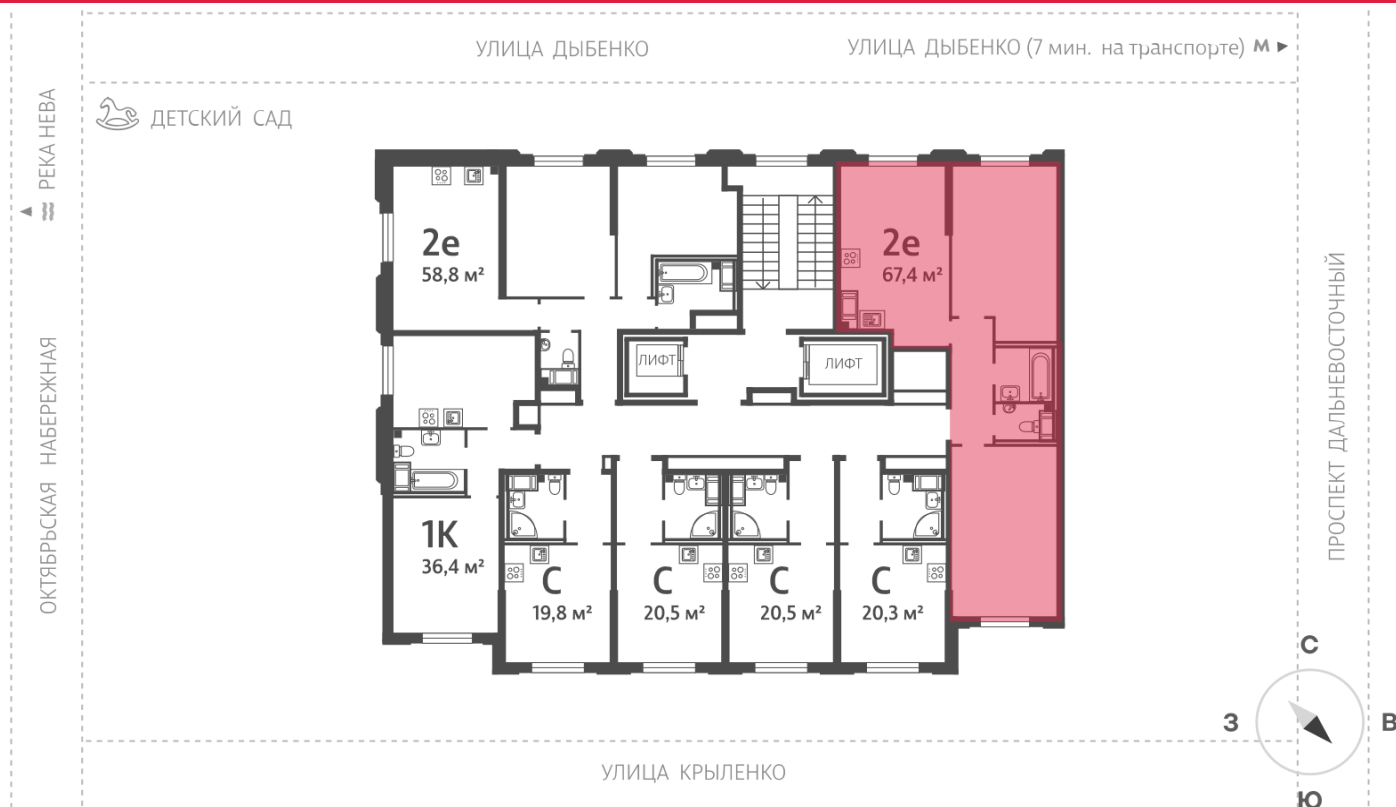 УЛИЦА ДЫБЕНКО
УЛИЦА ДЫБЕНКО (7 мин. на транспорте) М
РЕКА НЕВА
ДЕТСКИЙ САД
2е
58,8 м²
2е
67,4 м²
ЛИФТ
ЛИФТ
ОКТЯБРЬСКАЯ НАБЕРЕЖНАЯ
ПРОСПЕКТ ДАЛЬНЕВОСТОЧНЫЙ
1К
36,4 м²
С
19,8 м²
С
20,5 м²
С
20,5 м²
С
20,3 м²
С
З
В
Ю
УЛИЦА КРЫЛЕНКО